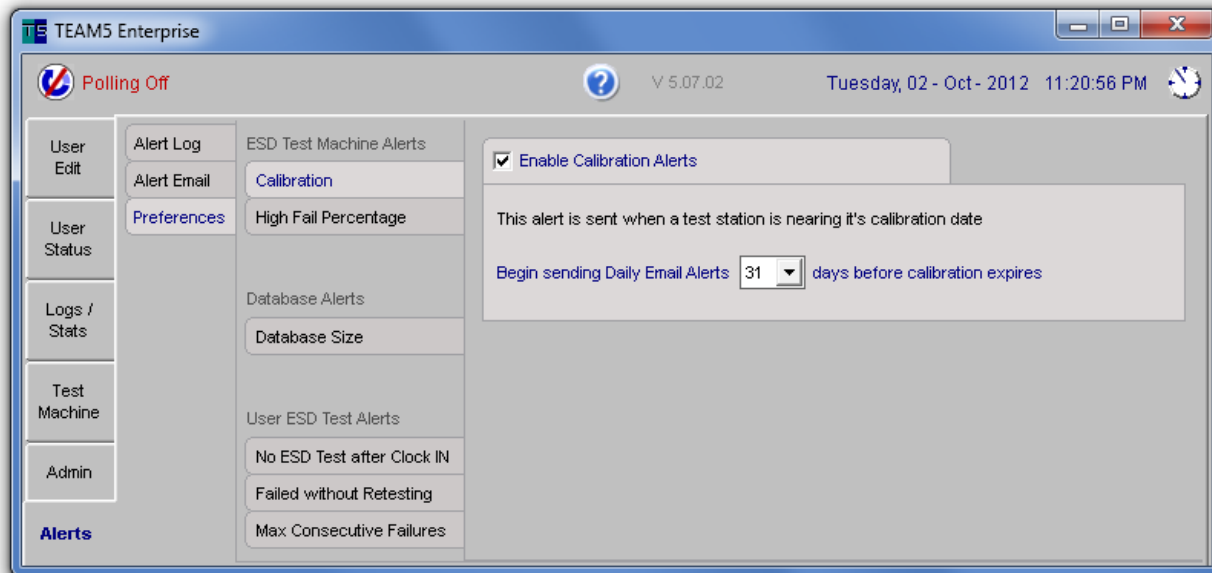 TS TEAM5 Enterprise
Polling Off
? V 5.07.02
Tuesday, 02 - Oct - 2012 11:20:56 PM
User
Edit
User
Status
Logs /
Stats
Test
Machine
Admin
Alerts
Alert Log
Alert Email
Preferences
ESD Test Machine Alerts
Calibration
High Fail Percentage
Database Alerts
Database Size
User ESD Test Alerts
No ESD Test after Clock IN
Failed without Retesting
Max Consecutive Failures
Enable Calibration Alerts
This alert is sent when a test station is nearing it's calibration date
Begin sending Daily Email Alerts 31 days before calibration expires